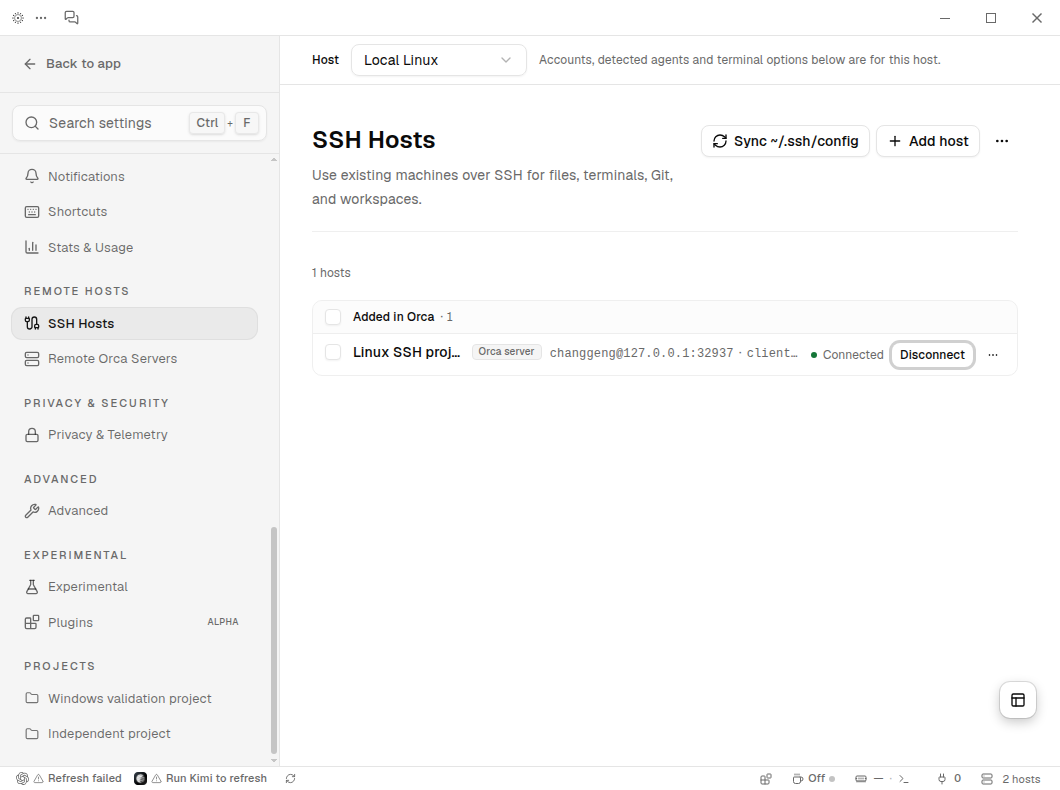 Back to app
Host
Local Linux
Accounts, detected agents and terminal options below are for this host.
Search settings
Ctrl + F
Notifications
Shortcuts
Stats & Usage
REMOTE HOSTS
SSH Hosts
Remote Orca Servers
PRIVACY & SECURITY
Privacy & Telemetry
ADVANCED
Advanced
EXPERIMENTAL
Experimental
Plugins ALPHA
PROJECTS
Windows validation project
Independent project
SSH Hosts
Sync ~/.ssh/config
Add host
Use existing machines over SSH for files, terminals, Git,
and workspaces.
1 hosts
Added in Orca · 1
Linux SSH proj… Orca server changgeng@127.0.0.1:32937 · client… Connected Disconnect
Refresh failed Run Kimi to refresh Off — · 0 2 hosts